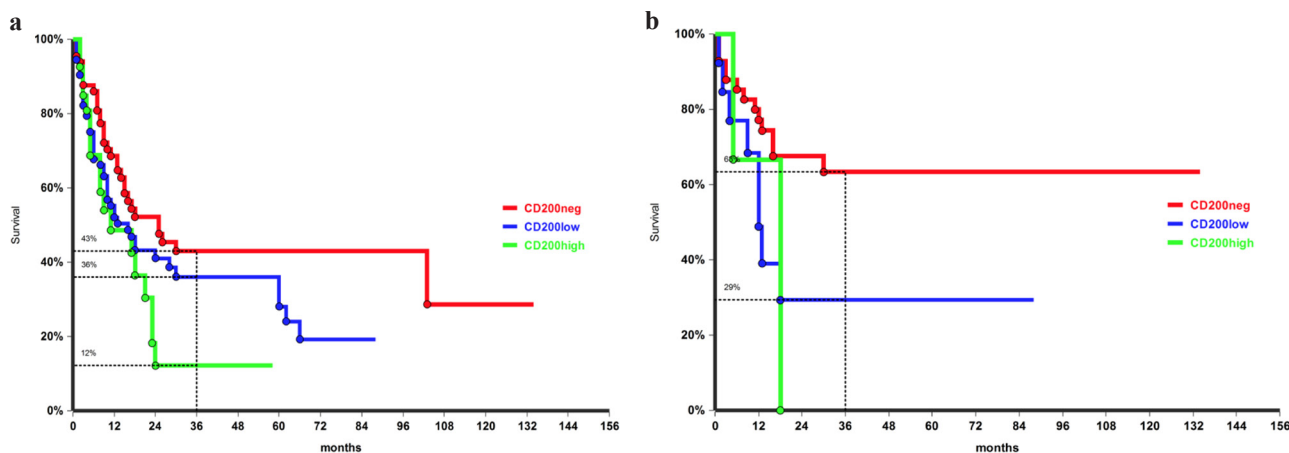 a
100%
80%
60%
40%
20%
0%
Survival
43%
36%
12%
CD200neg
CD200low
CD200high
0 12 24 36 48 60 72 84 96 108 120 132 144 156
months
b
100%
80%
60%
40%
20%
0%
Survival
29%
CD200neg
CD200low
CD200high
0 12 24 36 48 60 72 84 96 108 120 132 144 156
months